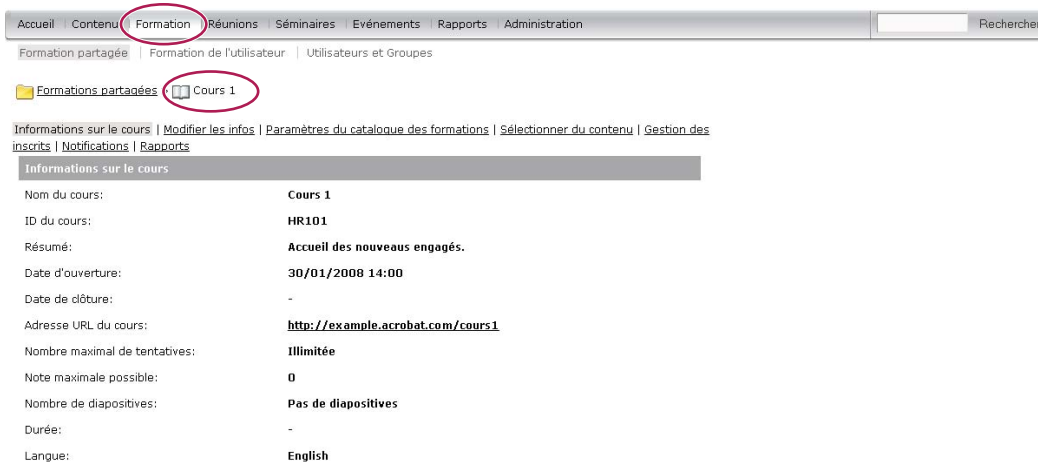 Accueil | Contenu | Formation | Réunions | Séminaires | Evénements | Rapports | Administration Rechercher
Formation partagée | Formation de l'utilisateur | Utilisateurs et Groupes
Formations partagées › Cours 1
Informations sur le cours | Modifier les infos | Paramètres du catalogue des formations | Sélectionner du contenu | Gestion des
inscrits | Notifications | Rapports
Informations sur le cours
Nom du cours: Cours 1
ID du cours: HR101
Résumé: Accueil des nouveaus engagés.
Date d'ouverture: 30/01/2008 14:00
Date de clôture: -
Adresse URL du cours: http://example.acrobat.com/cours1
Nombre maximal de tentatives: Illimitée
Note maximale possible: 0
Nombre de diapositives: Pas de diapositives
Durée: -
Langue: English